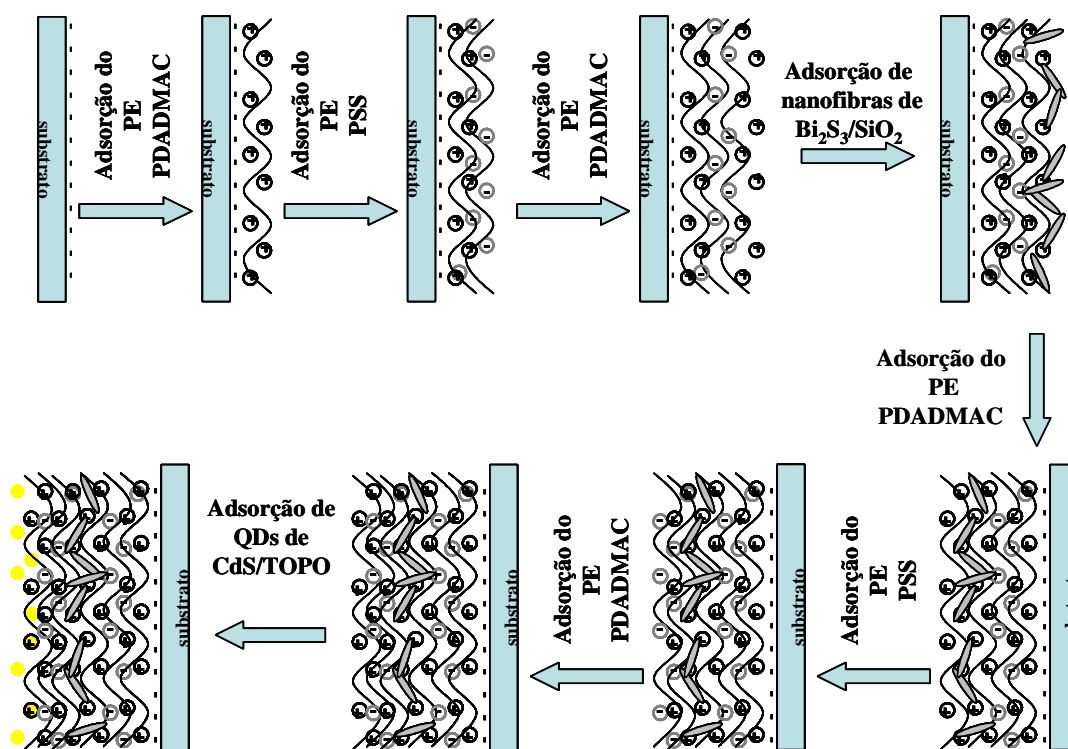 substrato
Adsorção do
PE
PDADMAC
substrato
Adsorção do
PE
PSS
substrato
Adsorção do
PE
PDADMAC
substrato
Adsorção de
nanofibras de
Bi₂S₃/SiO₂
substrato
Adsorção do
PE
PDADMAC
substrato
Adsorção de
QDs de
CdS/TOPO
substrato
Adsorção do
PE
PDADMAC
substrato
Adsorção do
PE
PSS